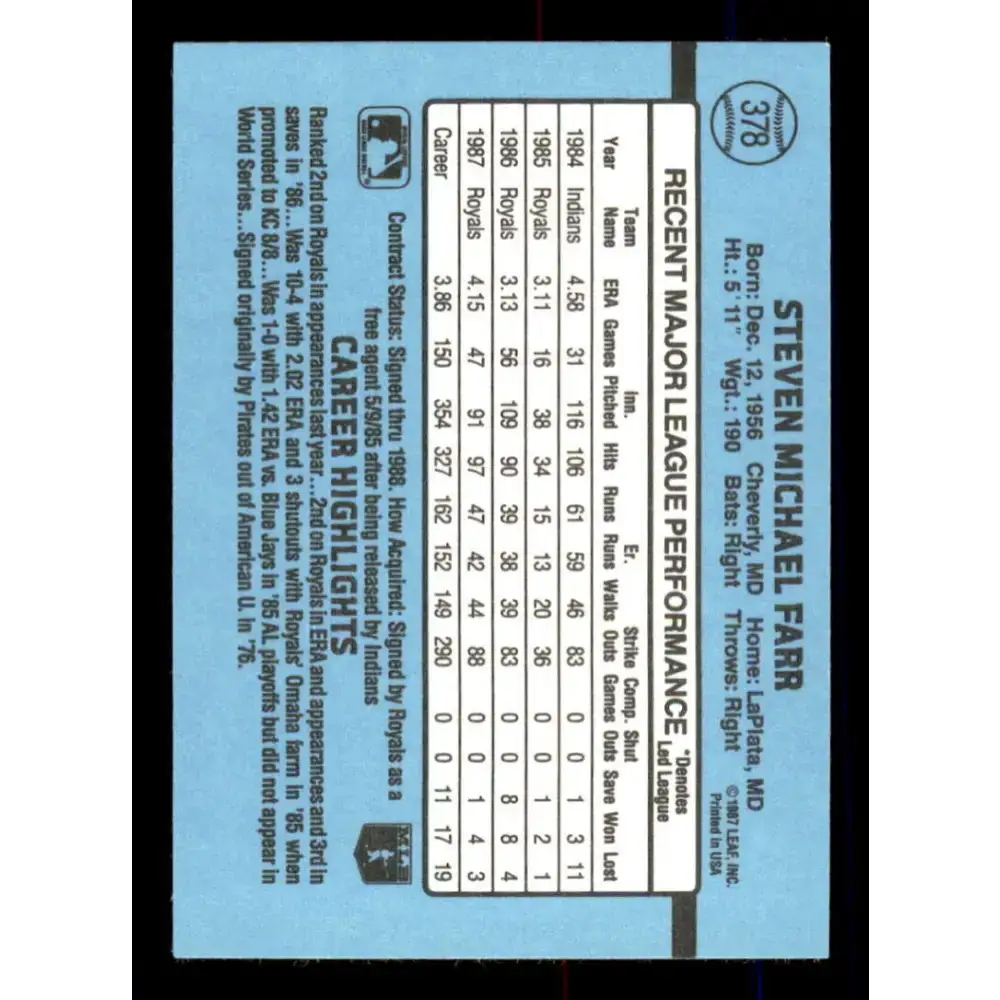 378
STEVEN MICHAEL FARR
Born: Dec. 12, 1956 Cheverly, MD Home: LaPlata, MD
Ht.: 5'11" Wgt.: 190 Bats: Right Throws: Right
©1987 LEAF, INC.
Printed in USA
RECENT MAJOR LEAGUE PERFORMANCE
*Denotes
Led League
Team Inn. Er. Strike Comp. Shut
Year Name ERA Games Pitched Hits Runs Runs Walks Outs Games Outs Save Won Lost
1984 Indians 4.58 31 116 106 61 59 46 83 0 0 1 3 11
1985 Royals 3.11 16 38 34 15 13 20 36 0 0 1 2 1
1986 Royals 3.13 56 109 90 39 38 39 83 0 0 8 8 4
1987 Royals 4.15 47 91 97 47 42 44 88 0 0 1 4 3
Career 3.86 150 354 327 162 152 149 290 0 0 11 17 19
Contract Status: Signed thru 1988. How Acquired: Signed by Royals as a
free agent 5/9/85 after being released by Indians
MLB
CAREER HIGHLIGHTS
Ranked 2nd on Royals in appearances last year...2nd on Royals in ERA and appearances and 3rd in
saves in '86...Was 10-4 with 2.02 ERA and 3 shutouts with Royals' Omaha farm in '85 when
promoted to KC 8/8...Was 1-0 with 1.42 ERA vs. Blue Jays in '85 AL playoffs but did not appear in
World Series...Signed originally by Pirates out of American U. in '76.